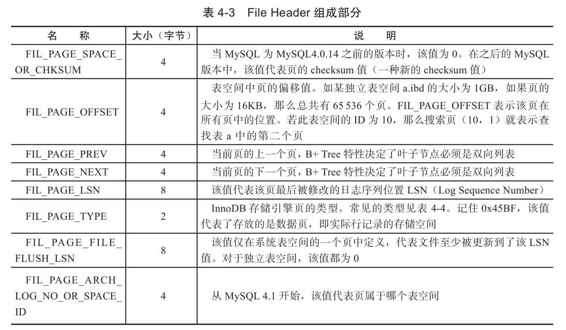 表 4-3 File Header 组成部分
名 称 大小（字节） 说 明
FIL_PAGE_SPACE_
OR_CHKSUM
4
当 MySQL 为 MySQL4.0.14 之前的版本时，该值为 0。在之后的 MySQL
版本中，该值代表页的 checksum 值（一种新的 checksum 值）
FIL_PAGE_OFFSET
4
表空间中页的偏移值。如某独立表空间 a.ibd 的大小为 1GB，如果页的
大小为 16KB，那么总共有 65 536 个页。FIL_PAGE_OFFSET 表示该页在
所有页中的位置。若此表空间的 ID 为 10，那么搜索页（10，1）就表示查
找表 a 中的第二个页
FIL_PAGE_PREV 4 当前页的上一个页，B+ Tree 特性决定了叶子节点必须是双向列表
FIL_PAGE_NEXT 4 当前页的下一个页，B+ Tree 特性决定了叶子节点必须是双向列表
FIL_PAGE_LSN 8 该值代表该页最后被修改的日志序列位置 LSN（Log Sequence Number）
FIL_PAGE_TYPE
2
InnoDB 存储引擎页的类型。常见的类型见表 4-4。记住 0x45BF，该值
代表了存放的是数据页，即实际行记录的存储空间
FIL_PAGE_FILE_
FLUSH_LSN
8
该值仅在系统表空间的一个页中定义，代表文件至少被更新到了该 LSN
值。对于独立表空间，该值都为 0
FIL_PAGE_ARCH_
LOG_NO_OR_SPACE_
ID
4
从 MySQL 4.1 开始，该值代表页属于哪个表空间